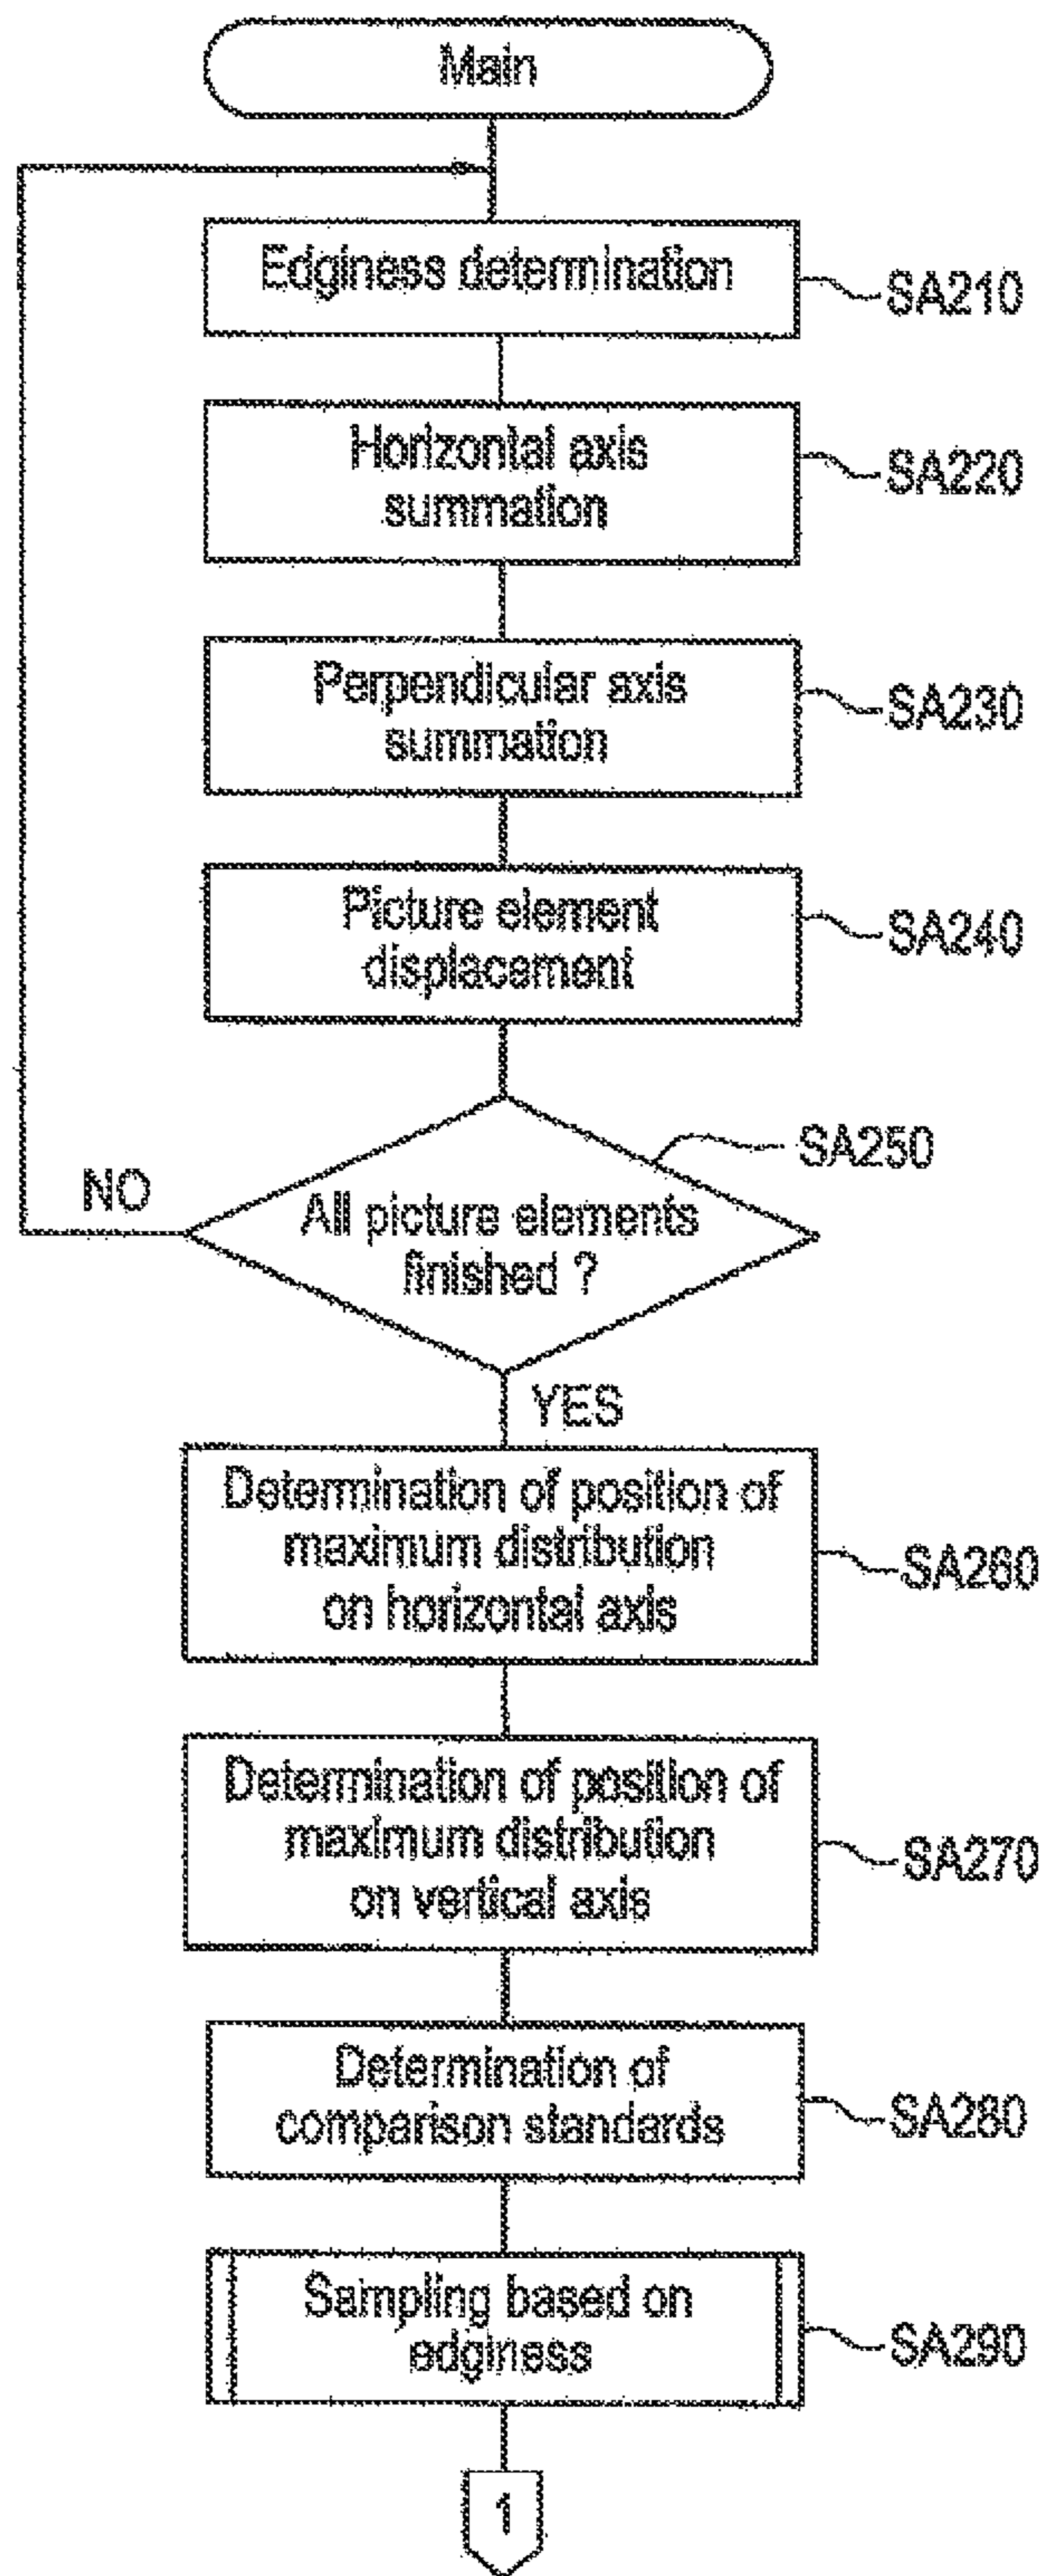 Main
Edginess determination
SA210
Horizontal axis
summation
SA220
Perpendicular axis
summation
SA230
Picture element
displacement
SA240
SA250
NO
All picture elements
finished ?
YES
Determination of position of
maximum distribution
on horizontal axis
SA260
Determination of position of
maximum distribution
on vertical axis
SA270
Determination of
comparison standards
SA280
Sampling based on
edginess
SA290
1